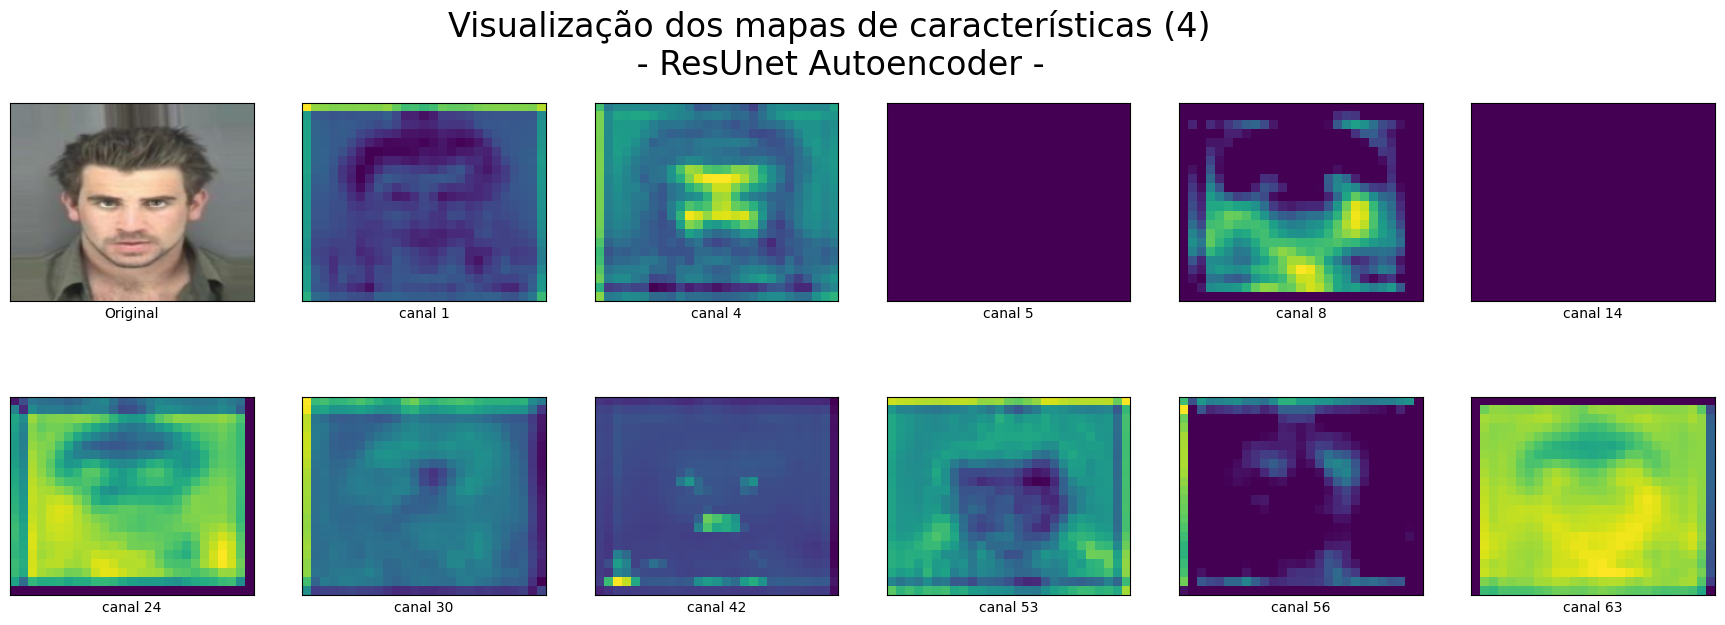 Visualização dos mapas de características (4)
- ResUnet Autoencoder -
Original
canal 1
canal 4
canal 5
canal 8
canal 14
canal 24
canal 30
canal 42
canal 53
canal 56
canal 63